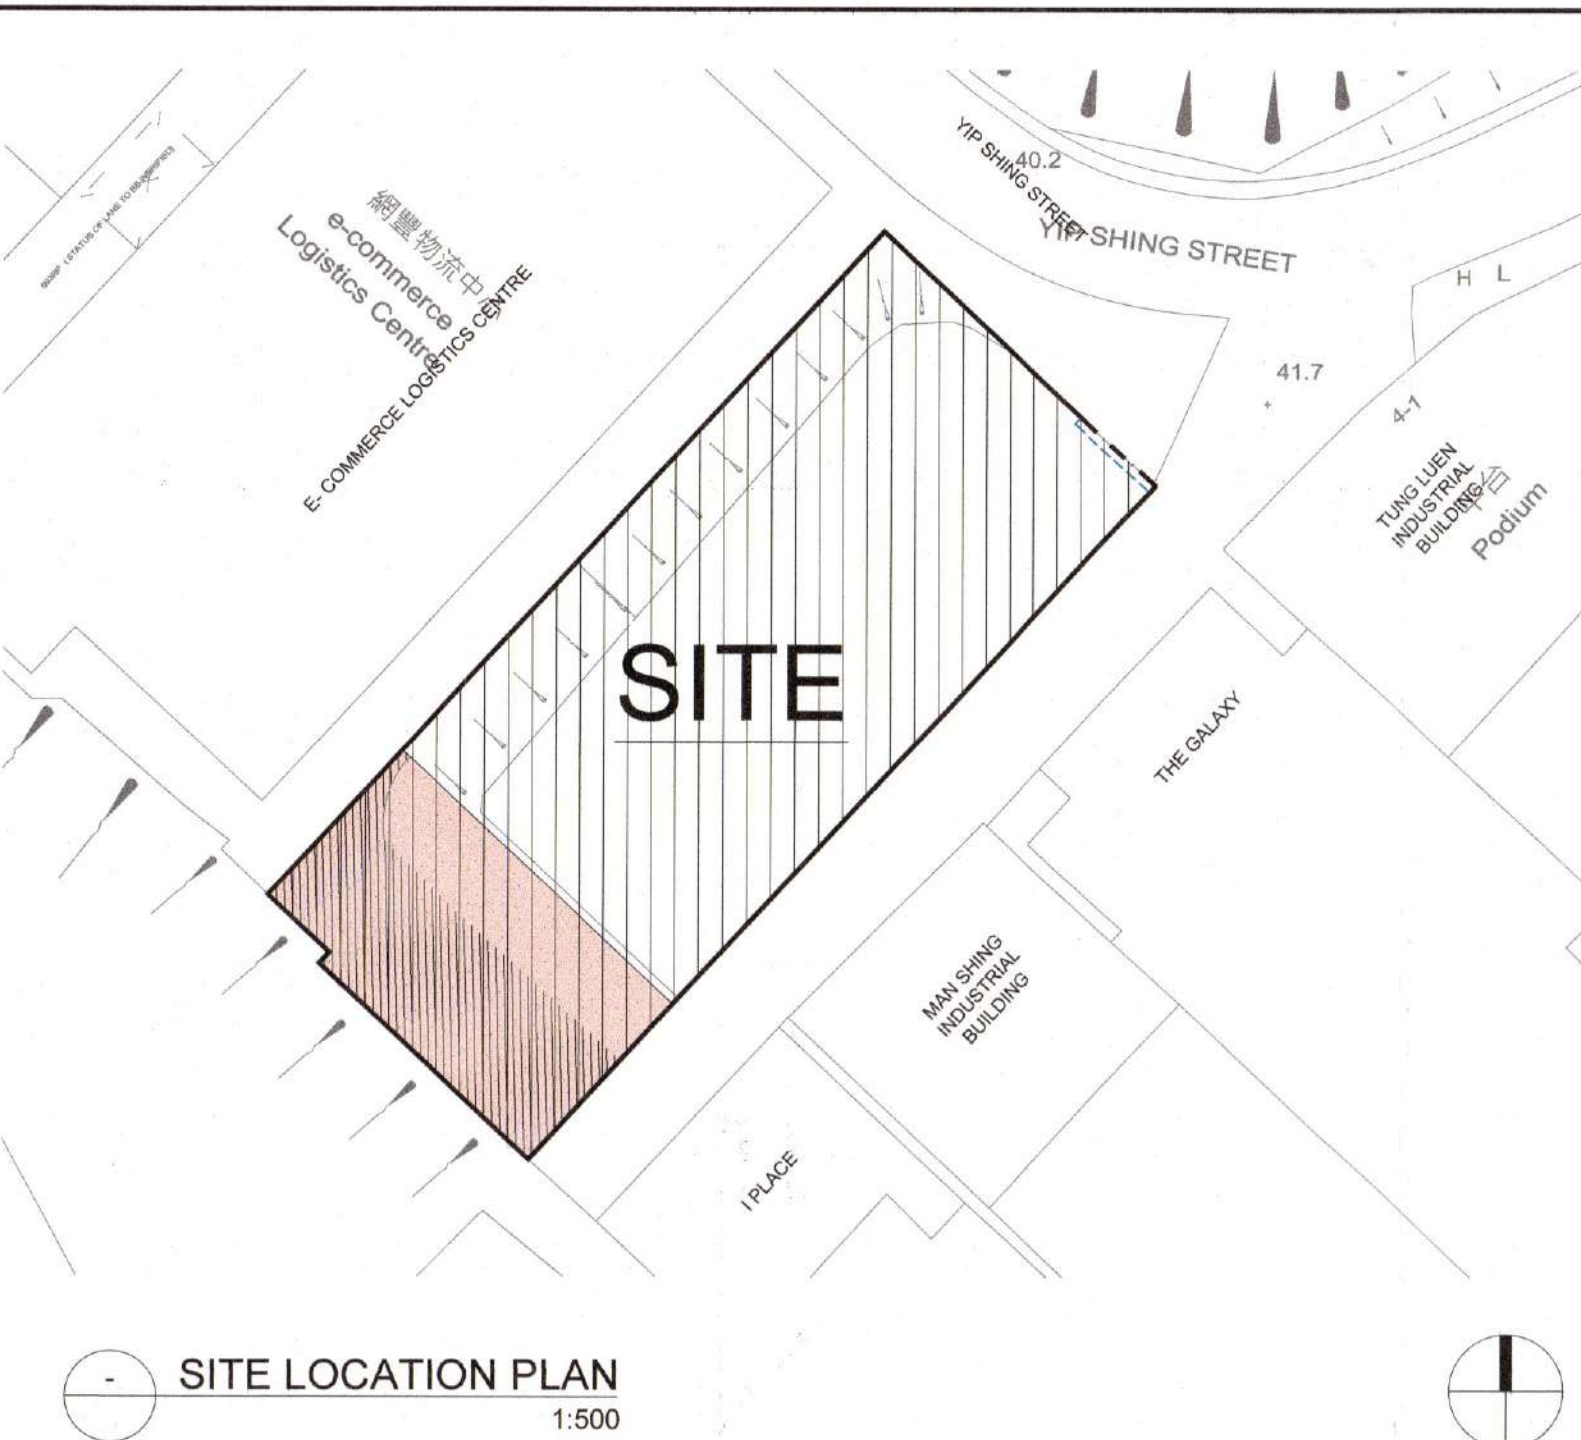 YIP SHING STREET
40.2
YIP SHING STREET
H L
網豐物流中心
e-commerce
Logistics Centre
E- COMMERCE LOGISTICS CENTRE
41.7
4-1
TUNG LUEN
INDUSTRIAL
BUILDING
平台
Podium
SITE
THE GALAXY
MAN SHING
INDUSTRIAL
BUILDING
I PLACE
-
SITE LOCATION PLAN
1:500